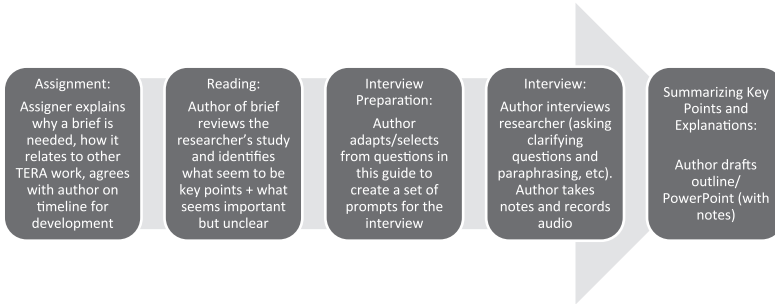 Assignment:
Assigner explains
why a brief is
needed, how it
relates to other
TERA work, agrees
with author on
timeline for
development
Reading:
Author of brief
reviews the
researcher's study
and identifies
what seem to be
key points + what
seems important
but unclear
Interview
Preparation:
Author
adapts/selects
from questions in
this guide to
create a set of
prompts for the
interview
Interview:
Author interviews
researcher (asking
clarifying
questions and
paraphrasing, etc).
Author takes
notes and records
audio
Summarizing Key
Points and
Explanations:
Author drafts
outline/
PowerPoint (with
notes)